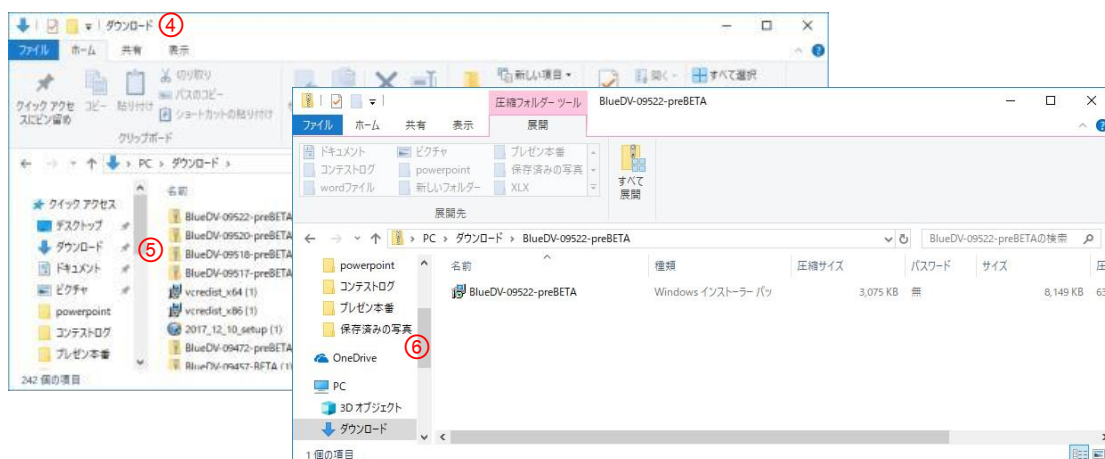 ダウンロード ④
ファイル ホーム 共有 表示
クイック アクセスにピン留め
コピー 貼り付け
切り取り
パスのコピー
ショートカットの貼り付け
クリップボード
新しい項目
開く
すべて選択
PC › ダウンロード ›
名前
クイック アクセス
デスクトップ
ダウンロード
ドキュメント
ピクチャ
powerpoint
コンテストログ
プレゼン本番
⑤
BlueDV-09522-preBETA
BlueDV-09520-preBETA
BlueDV-09518-preBETA
BlueDV-09517-preBETA
vcredist_x64 (1)
vcredist_x86 (1)
2017_12_10_setup (1)
BlueDV-09472-preBETA
BlueDV-09457-BETA (1)
242 個の項目
圧縮フォルダー ツール BlueDV-09522-preBETA
ファイル ホーム 共有 表示 展開
ドキュメント ピクチャ プレゼン本番
コンテストログ powerpoint 保存済みの写真
wordファイル 新しいフォルダー XLX
すべて展開
展開先
PC › ダウンロード › BlueDV-09522-preBETA
BlueDV-09522-preBETAの検索
名前 種類 圧縮サイズ パスワード サイズ 圧
BlueDV-09522-preBETA Windows インストーラー パッ 3,075 KB 無 8,149 KB 63
powerpoint
コンテストログ
プレゼン本番
保存済みの写真
⑥
OneDrive
PC
3D オブジェクト
ダウンロード
1 個の項目